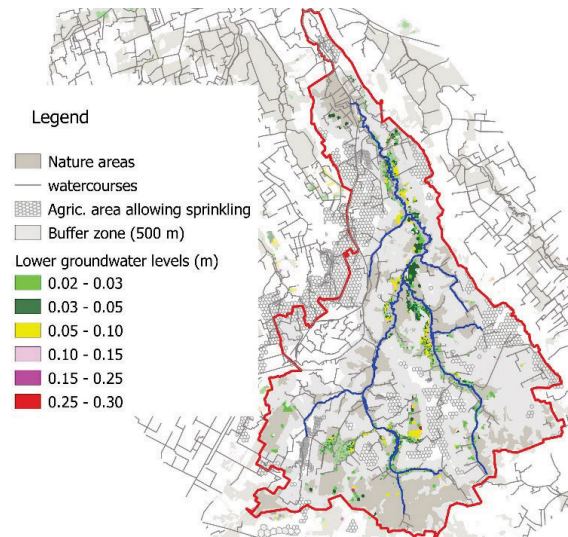 Legend
Nature areas
watercourses
Agric. area allowing sprinkling
Buffer zone (500 m)
Lower groundwater levels (m)
0.02 - 0.03
0.03 - 0.05
0.05 - 0.10
0.10 - 0.15
0.15 - 0.25
0.25 - 0.30